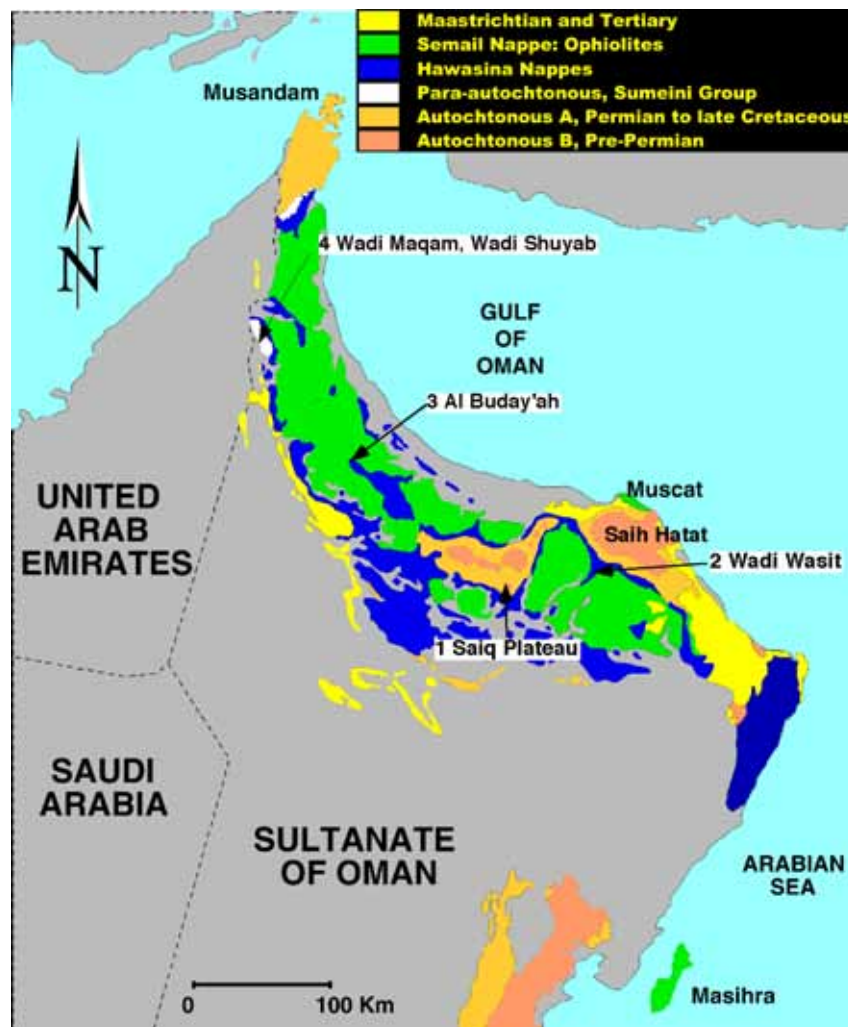 Maastrichtian and Tertiary
Semail Nappe: Ophiolites
Hawasina Nappes
Para-autochtonous, Sumeini Group
Autochtonous A, Permian to late Cretaceous
Autochtonous B, Pre-Permian
Musandam
N
4 Wadi Maqam, Wadi Shuyab
GULF
OF
OMAN
3 Al Buday'ah
UNITED
ARAB
EMIRATES
Muscat
Saih Hatat
2 Wadi Wasit
1 Saiq Plateau
SAUDI
ARABIA
SULTANATE
OF OMAN
ARABIAN
SEA
Masihra
0 100 Km